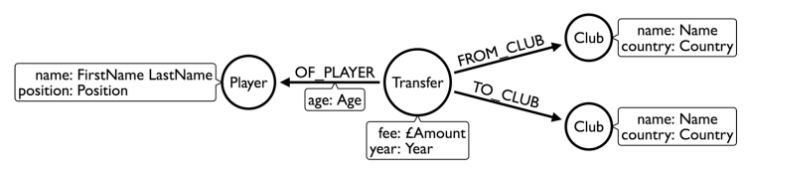 name: FirstName LastName
position: Position
Player
OF_PLAYER
age: Age
Transfer
fee: £Amount
year: Year
FROM_CLUB
Club
name: Name
country: Country
TO_CLUB
Club
name: Name
country: Country